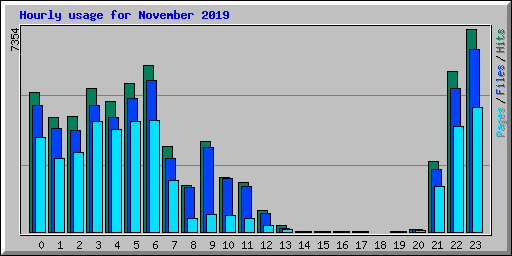 Hourly usage for November 2019
7354
Pages / Files / Hits
0 1 2 3 4 5 6 7 8 9 10 11 12 13 14 15 16 17 18 19 20 21 22 23